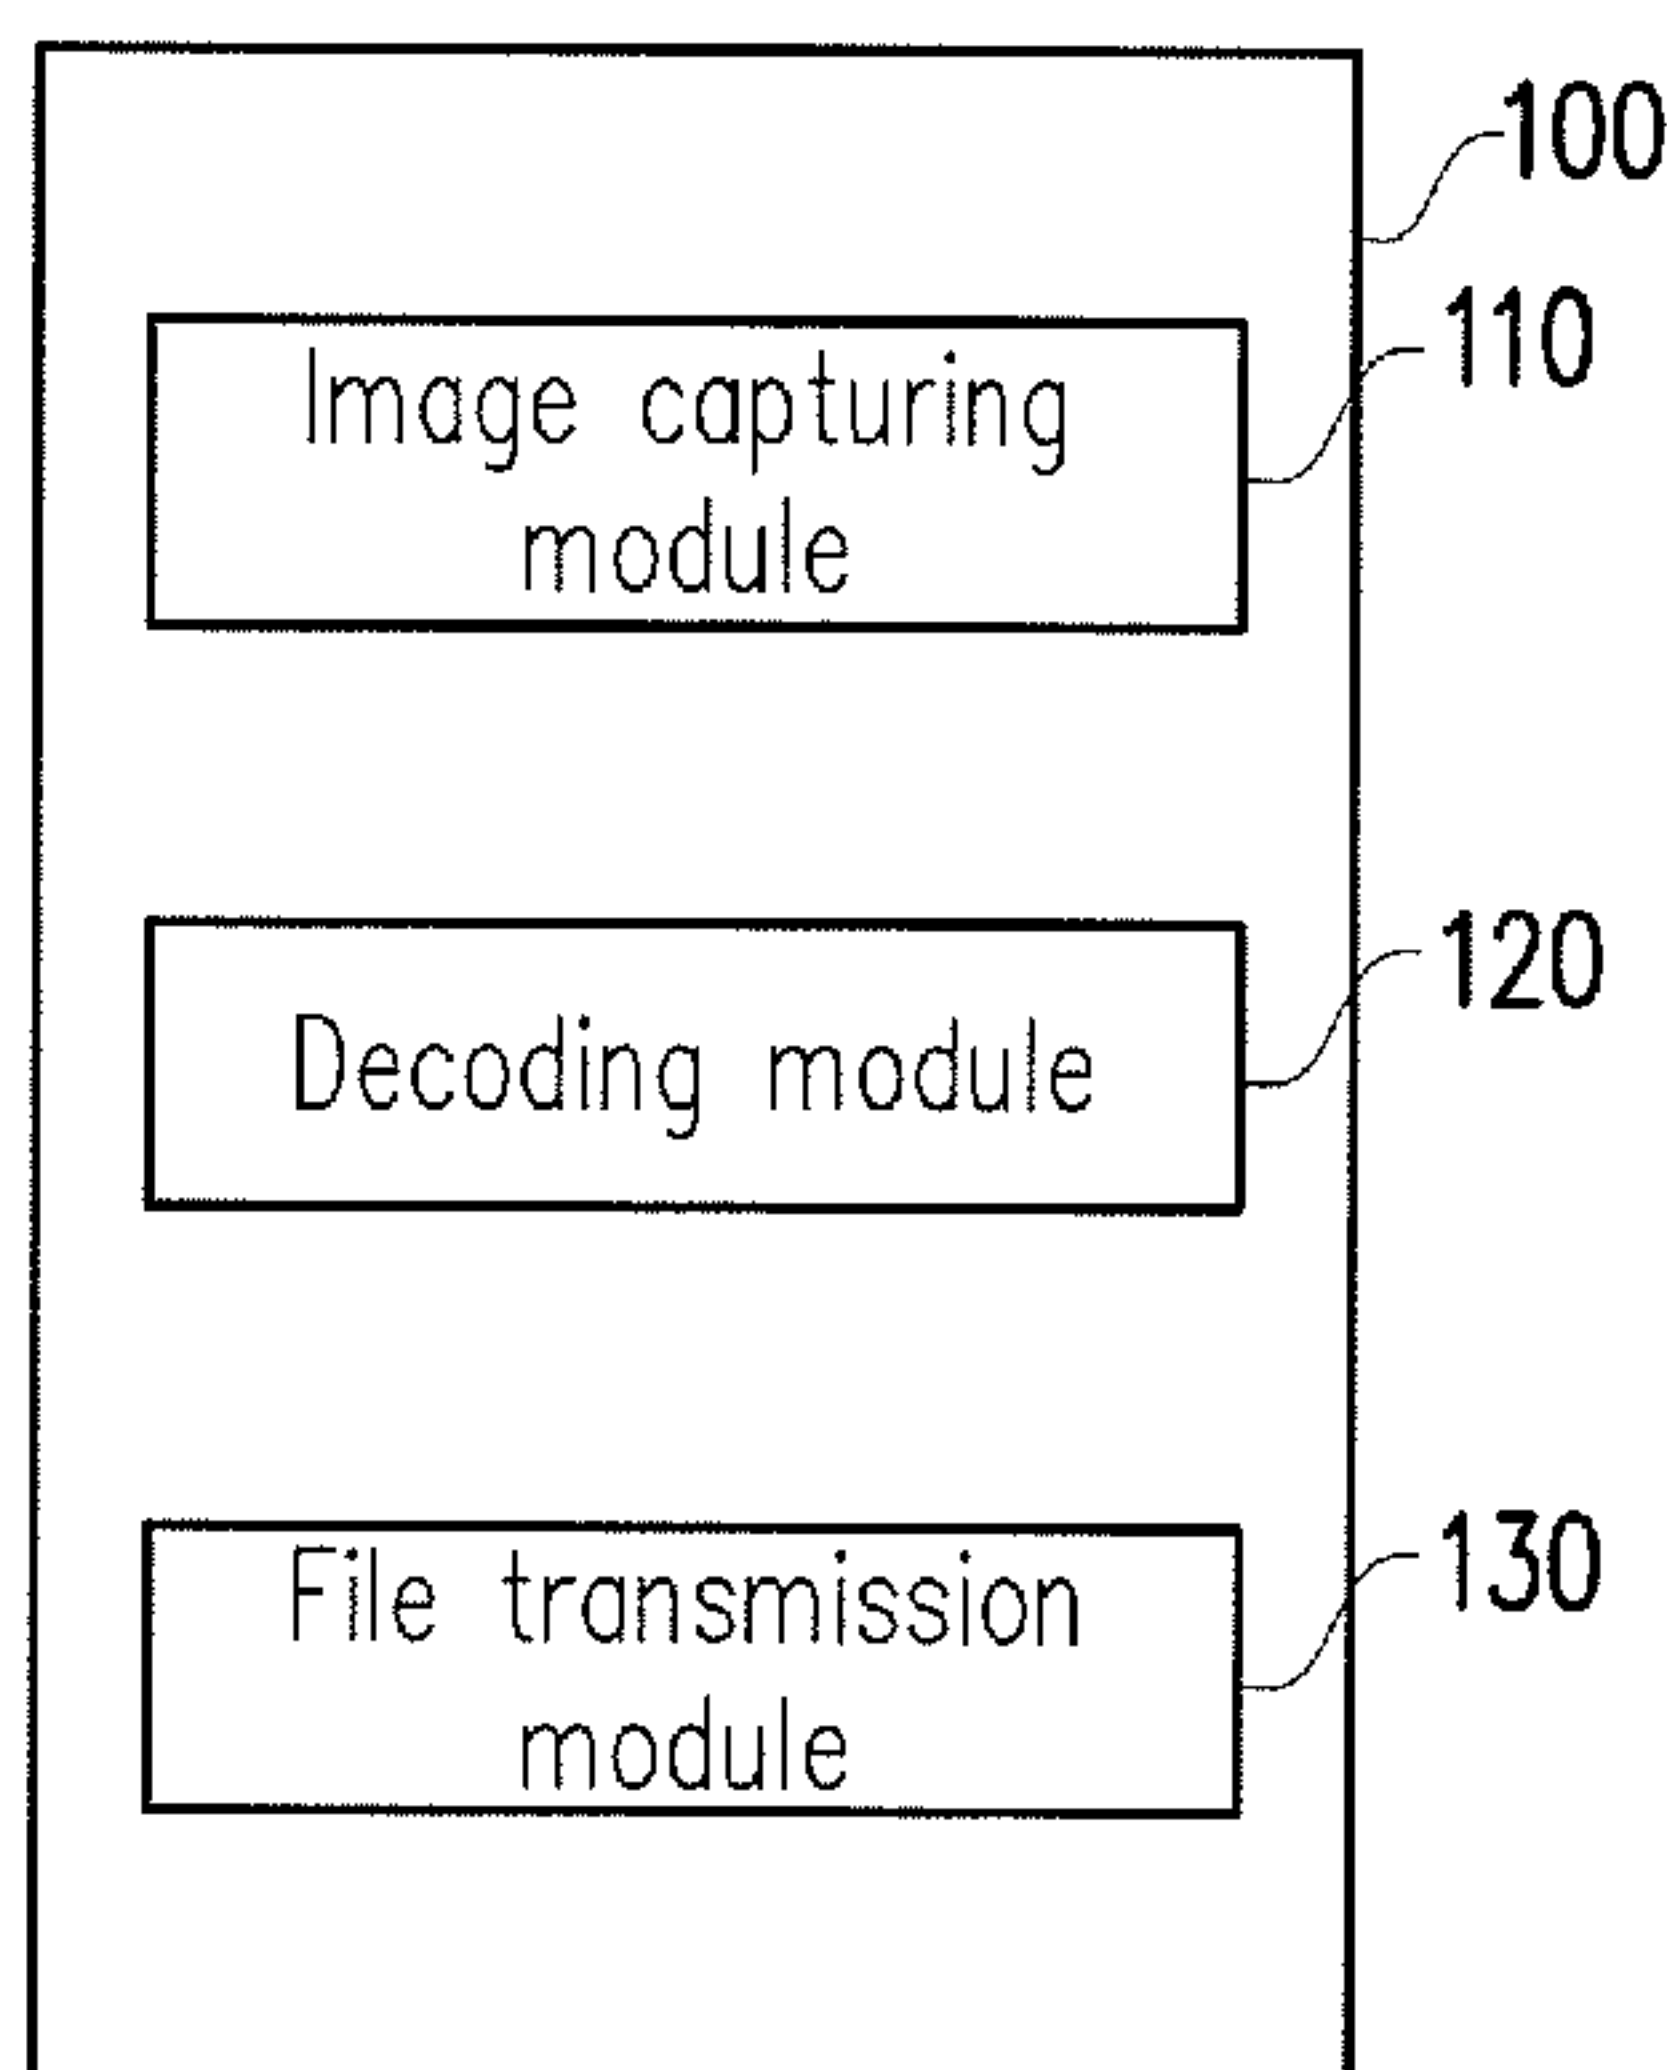 100
110
Image capturing
module
120
Decoding module
130
File transmission
module